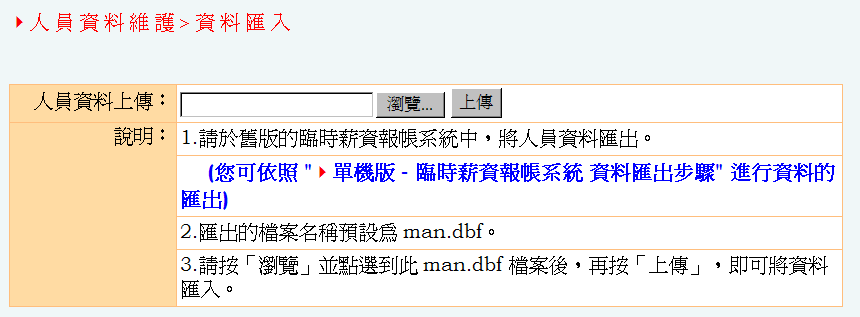 人員資料維護>資料匯入
人員資料上傳： 瀏覽... 上傳
說明： 1.請於舊版的臨時薪資報帳系統中，將人員資料匯出。
(您可依照 " 單機版 - 臨時薪資報帳系統 資料匯出步驟" 進行資料的
匯出)
2.匯出的檔案名稱預設為 man.dbf。
3.請按「瀏覽」並點選到此 man.dbf 檔案後，再按「上傳」，即可將資料
匯入。